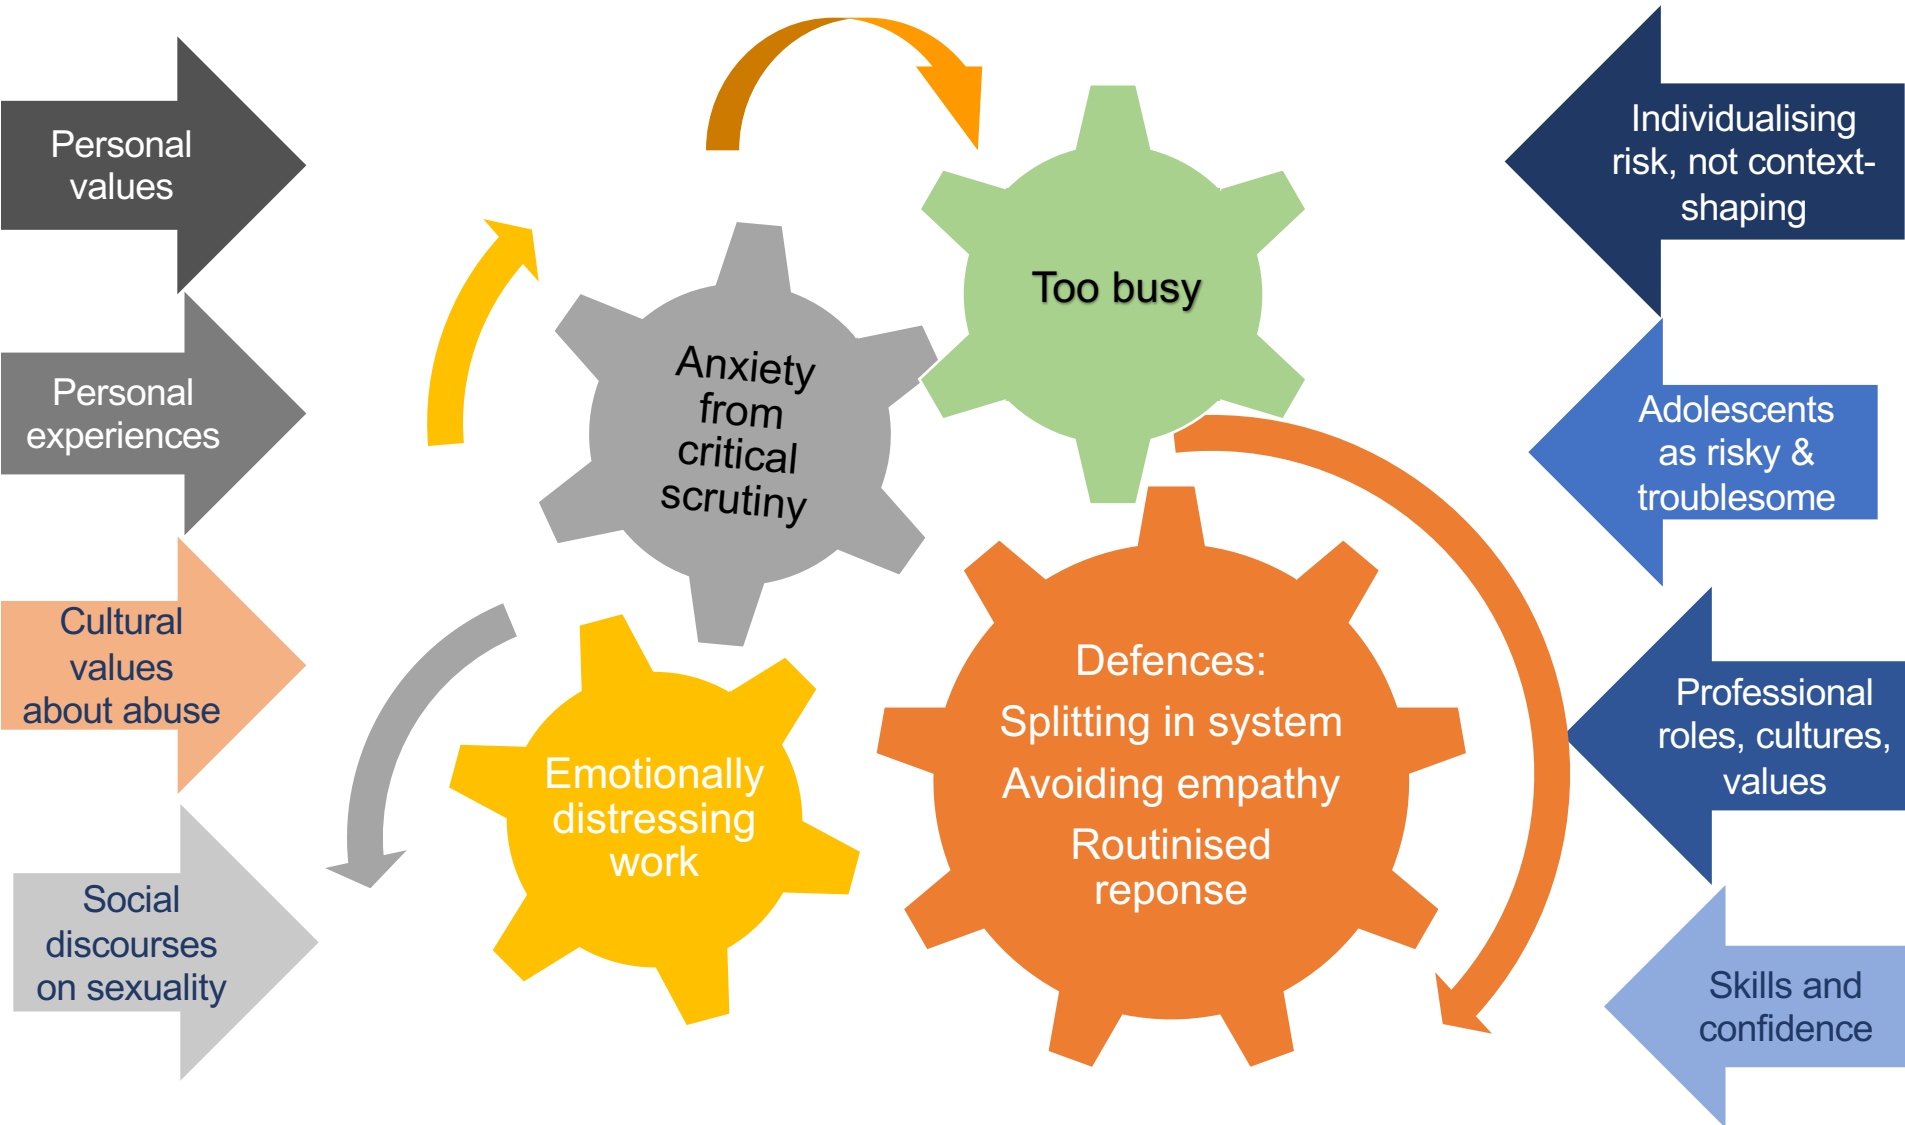 Personal
values
Personal
experiences
Cultural
values
about abuse
Social
discourses
on sexuality
Anxiety
from
critical
scrutiny
Too busy
Emotionally
distressing
work
Defences:
Splitting in system
Avoiding empathy
Routinised
reponse
Individualising
risk, not context-
shaping
Adolescents
as risky &
troublesome
Professional
roles, cultures,
values
Skills and
confidence